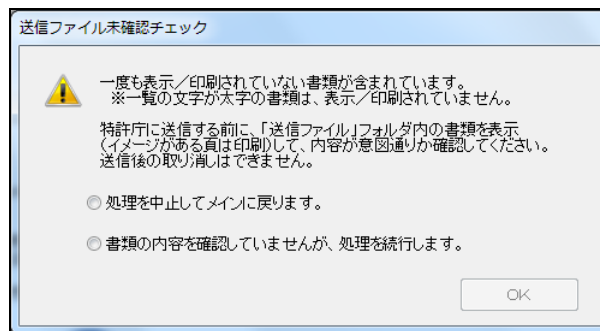 送信ファイル未確認チェック
一度も表示／印刷されていない書類が含まれています。
※一覧の文字が太字の書類は、表示／印刷されていません。
特許庁に送信する前に、「送信ファイル」フォルダ内の書類を表示
（イメージがある頁は印刷）して、内容が意図通りか確認してください。
送信後の取り消しはできません。
処理を中止してメインに戻ります。
書類の内容を確認していませんが、処理を続行します。
OK